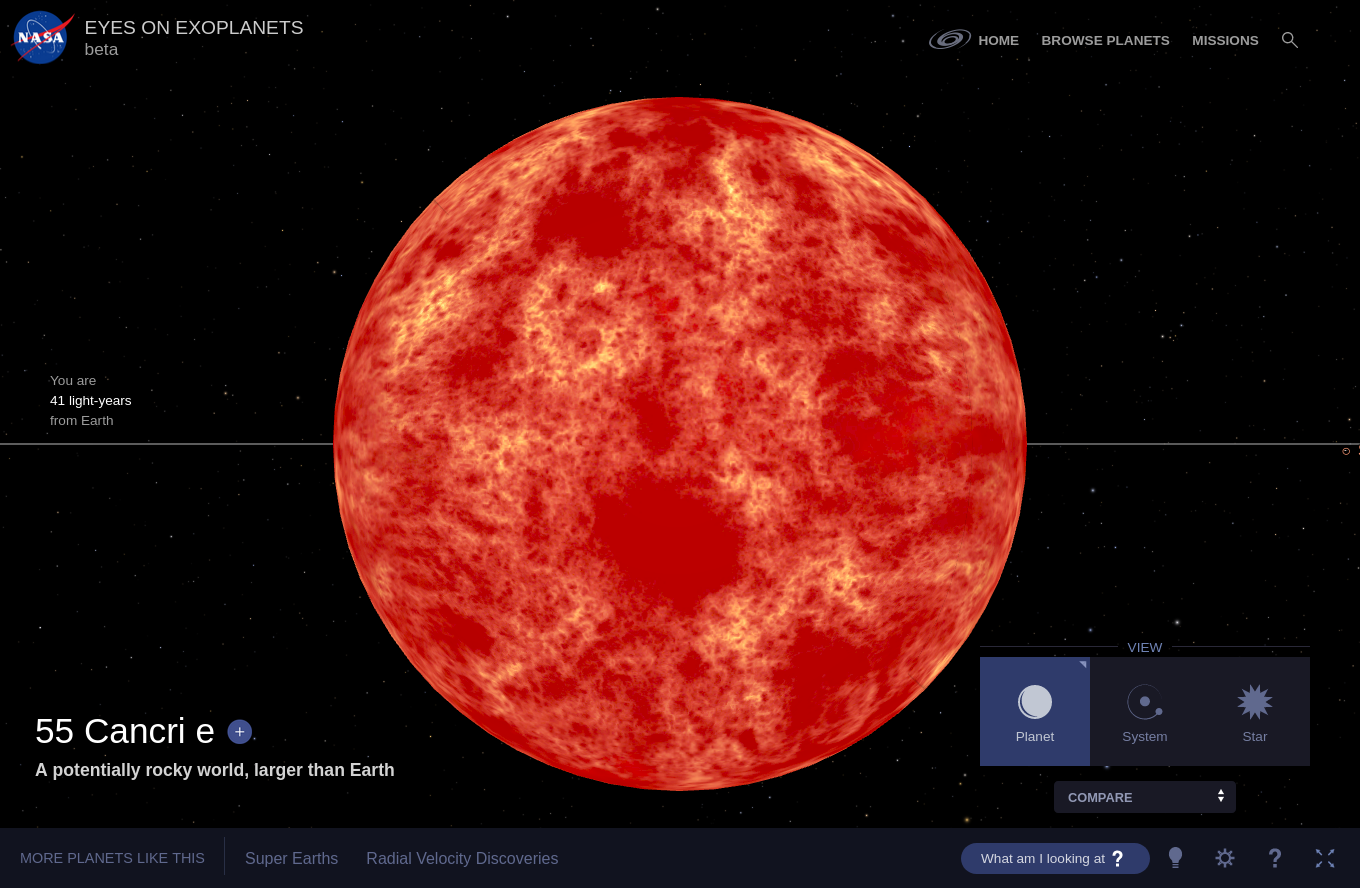 NASA
EYES ON EXOPLANETS
beta
HOME
BROWSE PLANETS
MISSIONS
You are
41 light-years
from Earth
55 Cancri e +
A potentially rocky world, larger than Earth
VIEW
Planet
System
Star
COMPARE
MORE PLANETS LIKE THIS
Super Earths
Radial Velocity Discoveries
What am I looking at ?
?